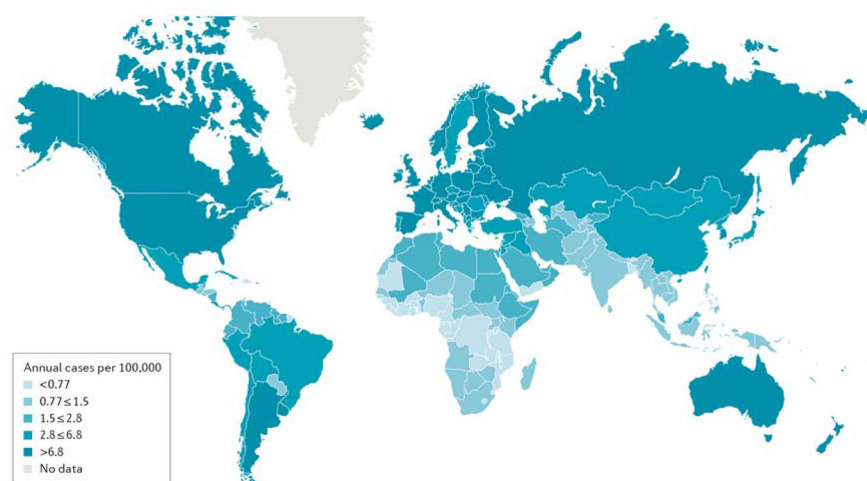 Annual cases per 100,000
<0.77
0.77≤1.5
1.5≤2.8
2.8≤6.8
>6.8
No data